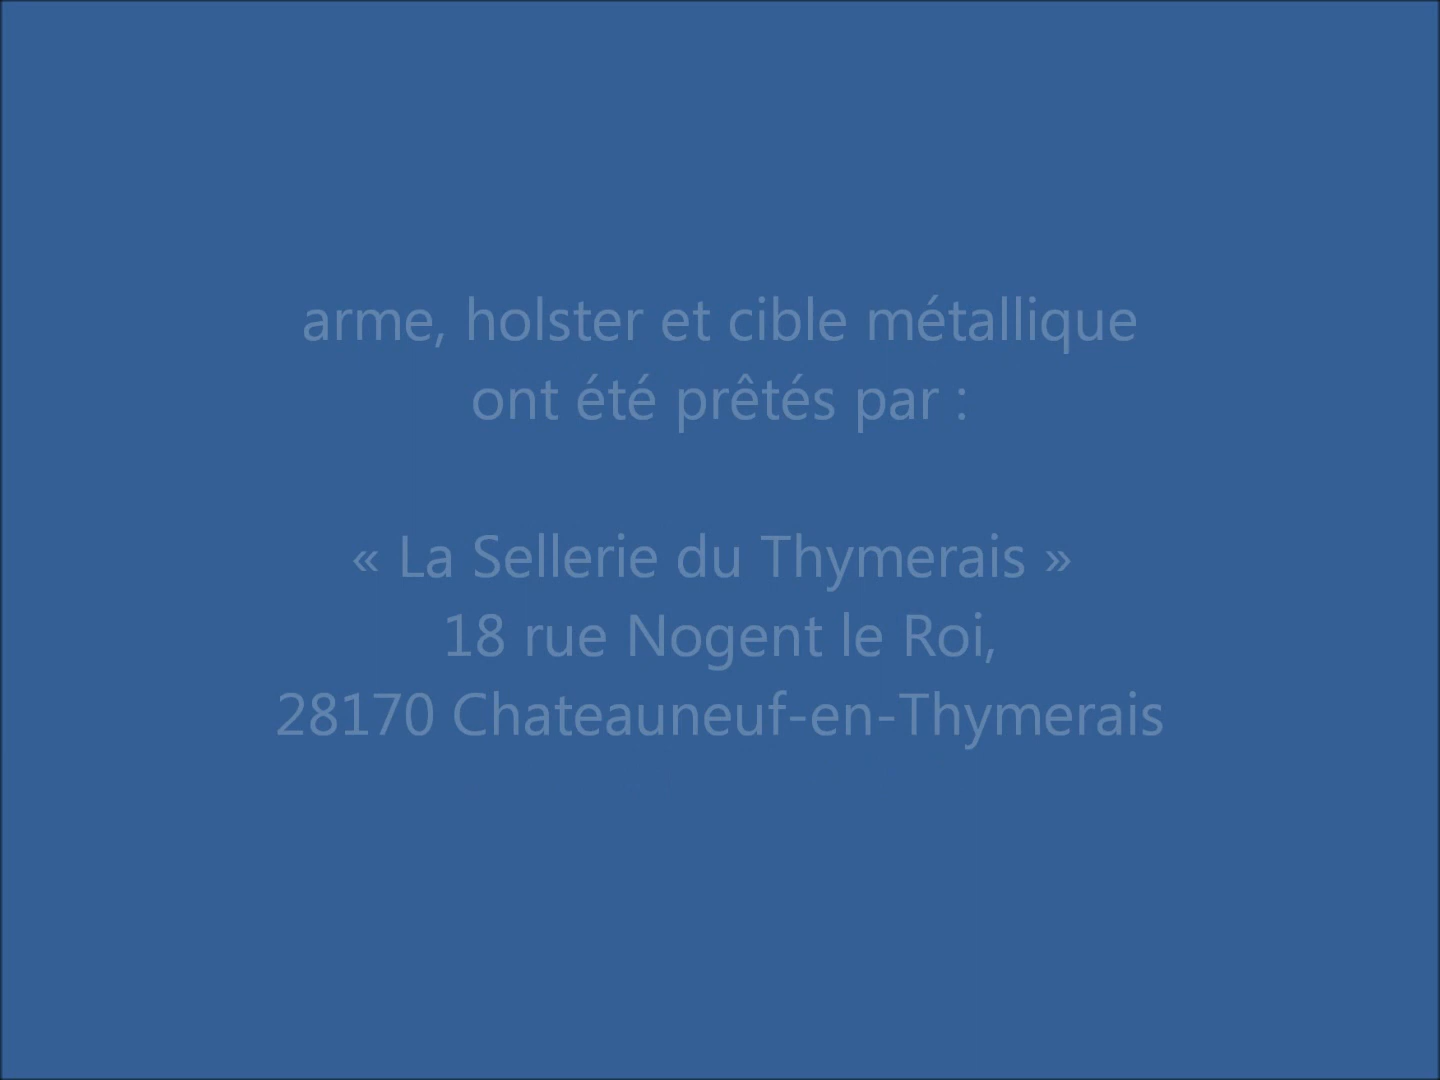 arme, holster et cible métallique
ont été prêtés par :
« La Sellerie du Thymerais »
18 rue Nogent le Roi,
28170 Chateauneuf-en-Thymerais